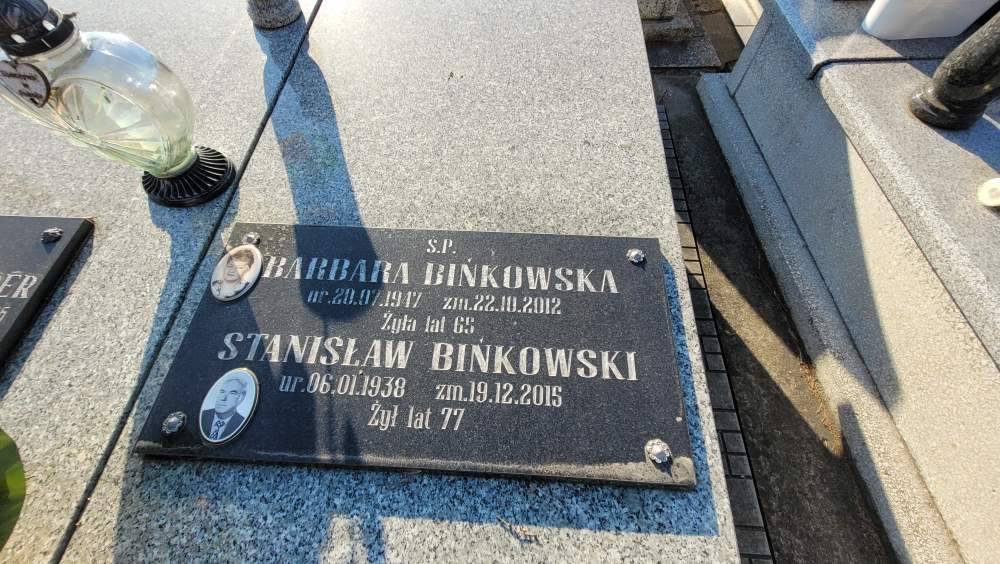 Ś.P.
BARBARA BIŃKOWSKA
ur.20.07.1947 zm.22.10.2012
Żyła lat 65
STANISŁAW BIŃKOWSKI
ur.06.01.1938 zm.19.12.2015
Żył lat 77